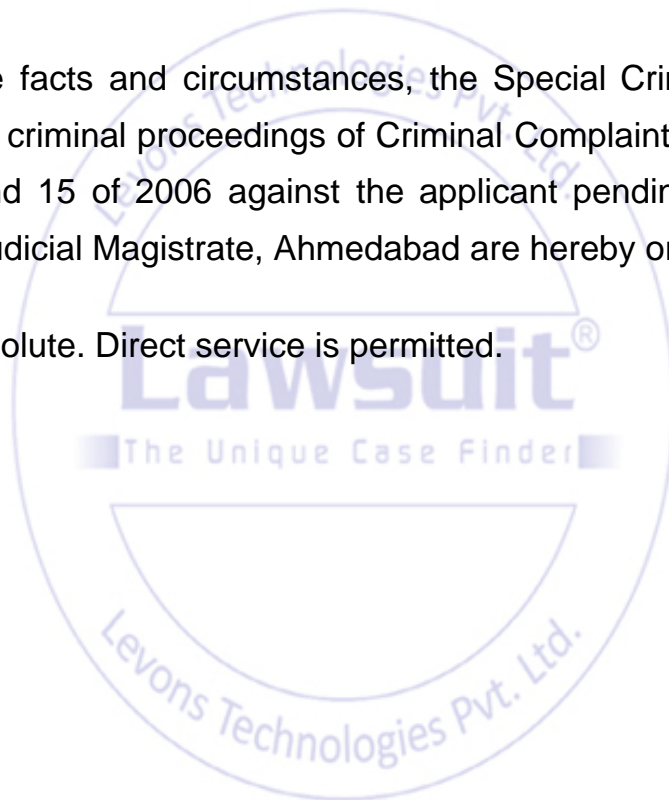 e facts and circumstances, the Special Cri
criminal proceedings of Criminal Complaint
nd 15 of 2006 against the applicant pendin
udicial Magistrate, Ahmedabad are hereby o
olute. Direct service is permitted.
Levons Technologies Pvt. Ltd.
Lawsuit®
The Unique Case Finder
Levons Technologies Pvt. Ltd.